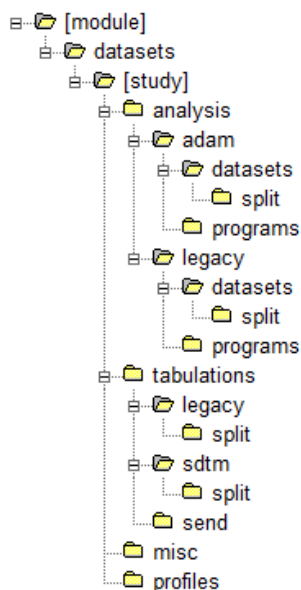 [module]
datasets
[study]
analysis
adam
datasets
split
programs
legacy
datasets
split
programs
tabulations
legacy
split
sdtm
split
send
misc
profiles